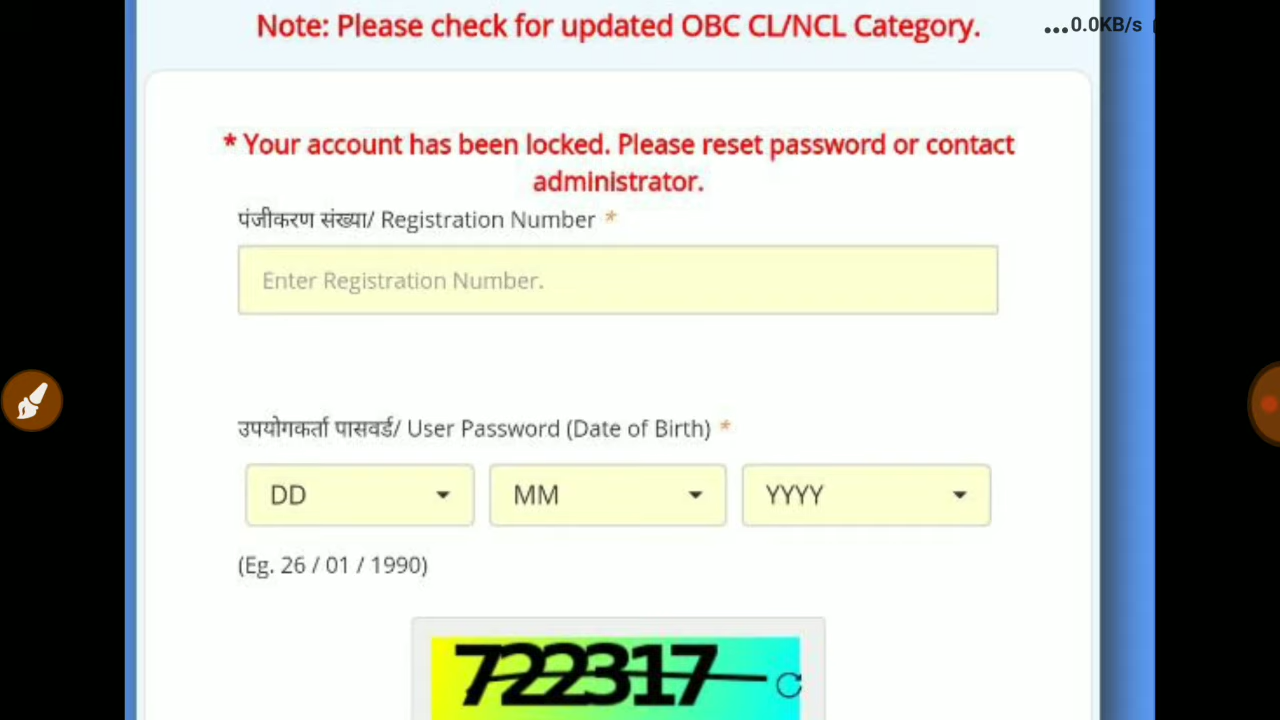 Note: Please check for updated OBC CL/NCL Category.
...0.0KB/s
* Your account has been locked. Please reset password or contact
administrator.
पंजीकरण संख्या/ Registration Number *
Enter Registration Number.
उपयोगकर्ता पासवर्ड/ User Password (Date of Birth) *
DD MM YYYY
(Eg. 26 / 01 / 1990)
722317